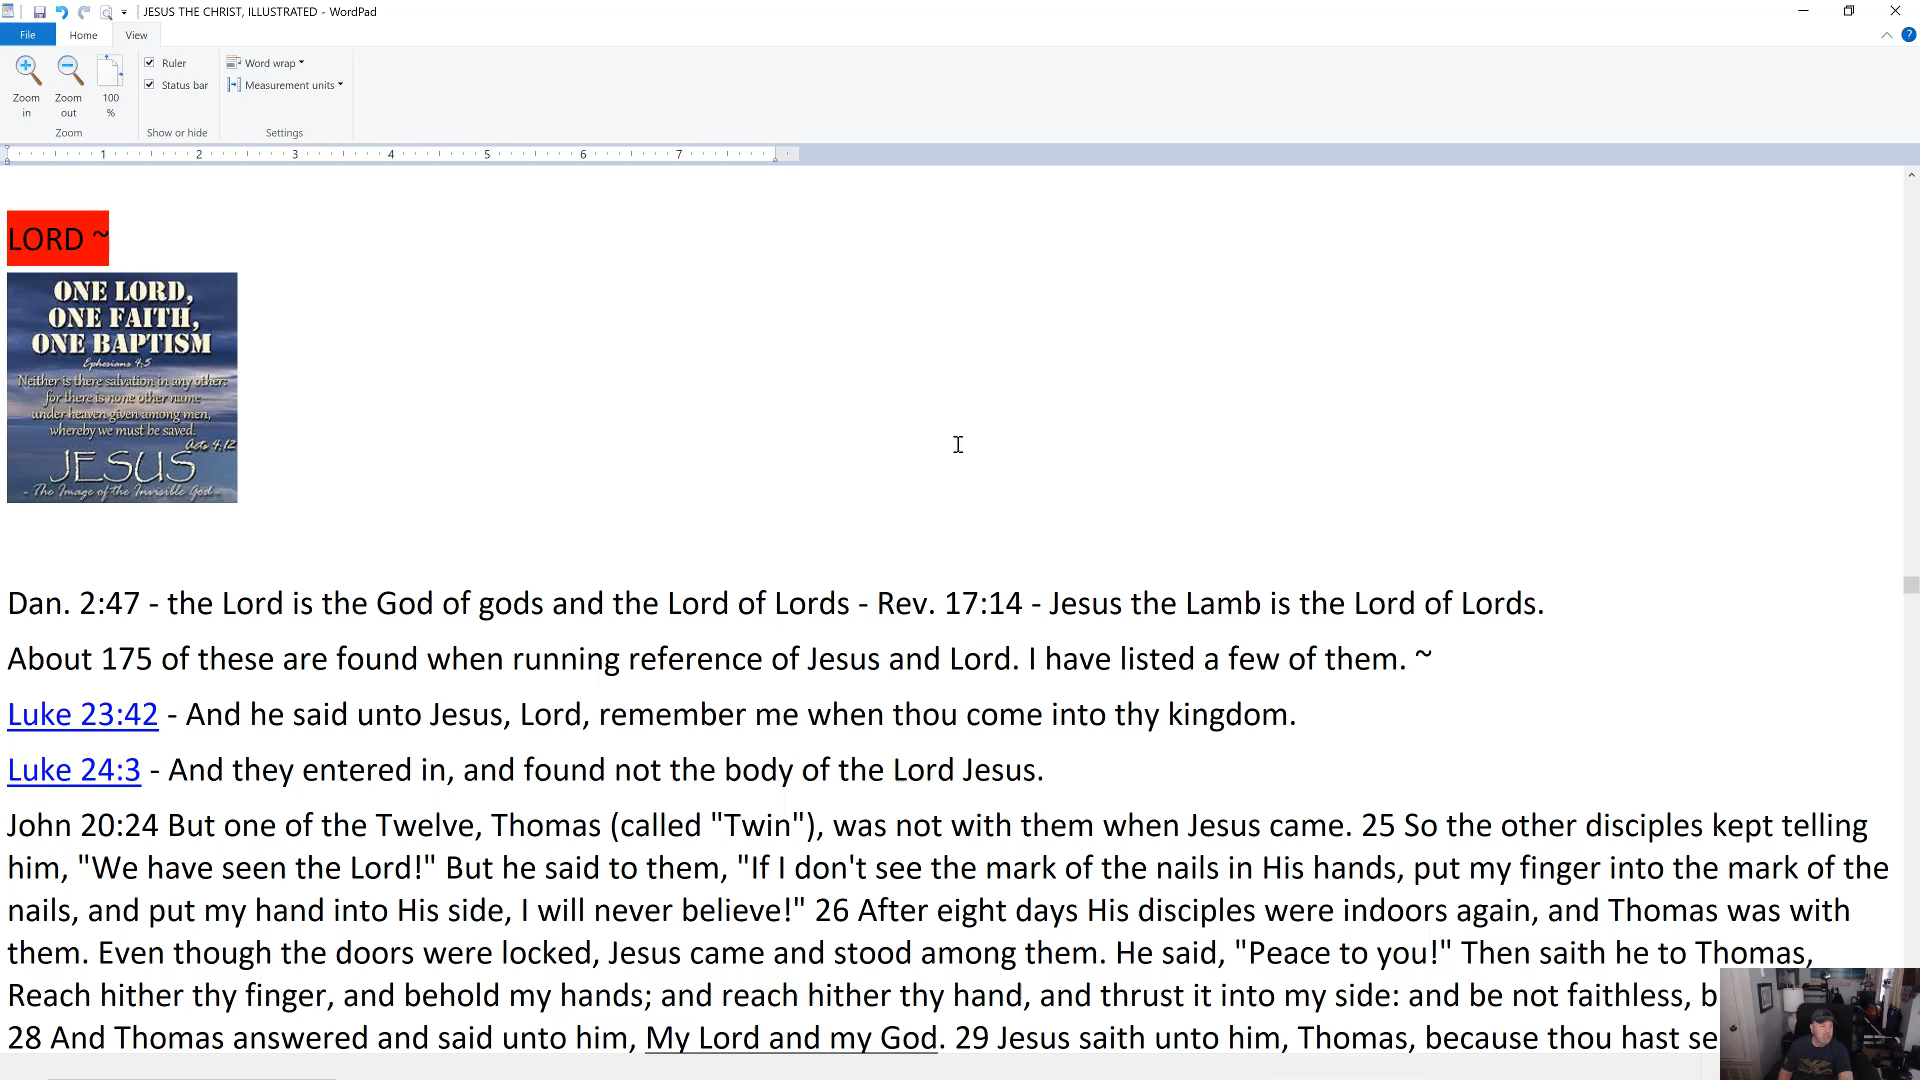 JESUS THE CHRIST, ILLUSTRATED - WordPad
File Home View
Zoom in
Zoom out
100 %
Ruler
Status bar
Word wrap
Measurement units
Zoom
Show or hide
Settings
1 2 3 4 5 6 7
LORD ~
ONE LORD,
ONE FAITH,
ONE BAPTISM
Ephesians 4:5
Neither is there salvation in any other:
for there is none other name
under heaven given among men,
whereby we must be saved.
Acts 4:12
JESUS
- The Image of the Invisible God -
Dan. 2:47 - the Lord is the God of gods and the Lord of Lords - Rev. 17:14 - Jesus the Lamb is the Lord of Lords.
About 175 of these are found when running reference of Jesus and Lord. I have listed a few of them. ~
Luke 23:42 - And he said unto Jesus, Lord, remember me when thou come into thy kingdom.
Luke 24:3 - And they entered in, and found not the body of the Lord Jesus.
John 20:24 But one of the Twelve, Thomas (called "Twin"), was not with them when Jesus came. 25 So the other disciples kept telling
him, "We have seen the Lord!" But he said to them, "If I don't see the mark of the nails in His hands, put my finger into the mark of the
nails, and put my hand into His side, I will never believe!" 26 After eight days His disciples were indoors again, and Thomas was with
them. Even though the doors were locked, Jesus came and stood among them. He said, "Peace to you!" Then saith he to Thomas,
Reach hither thy finger, and behold my hands; and reach hither thy hand, and thrust it into my side: and be not faithless, b
28 And Thomas answered and said unto him, My Lord and my God. 29 Jesus saith unto him, Thomas, because thou hast se